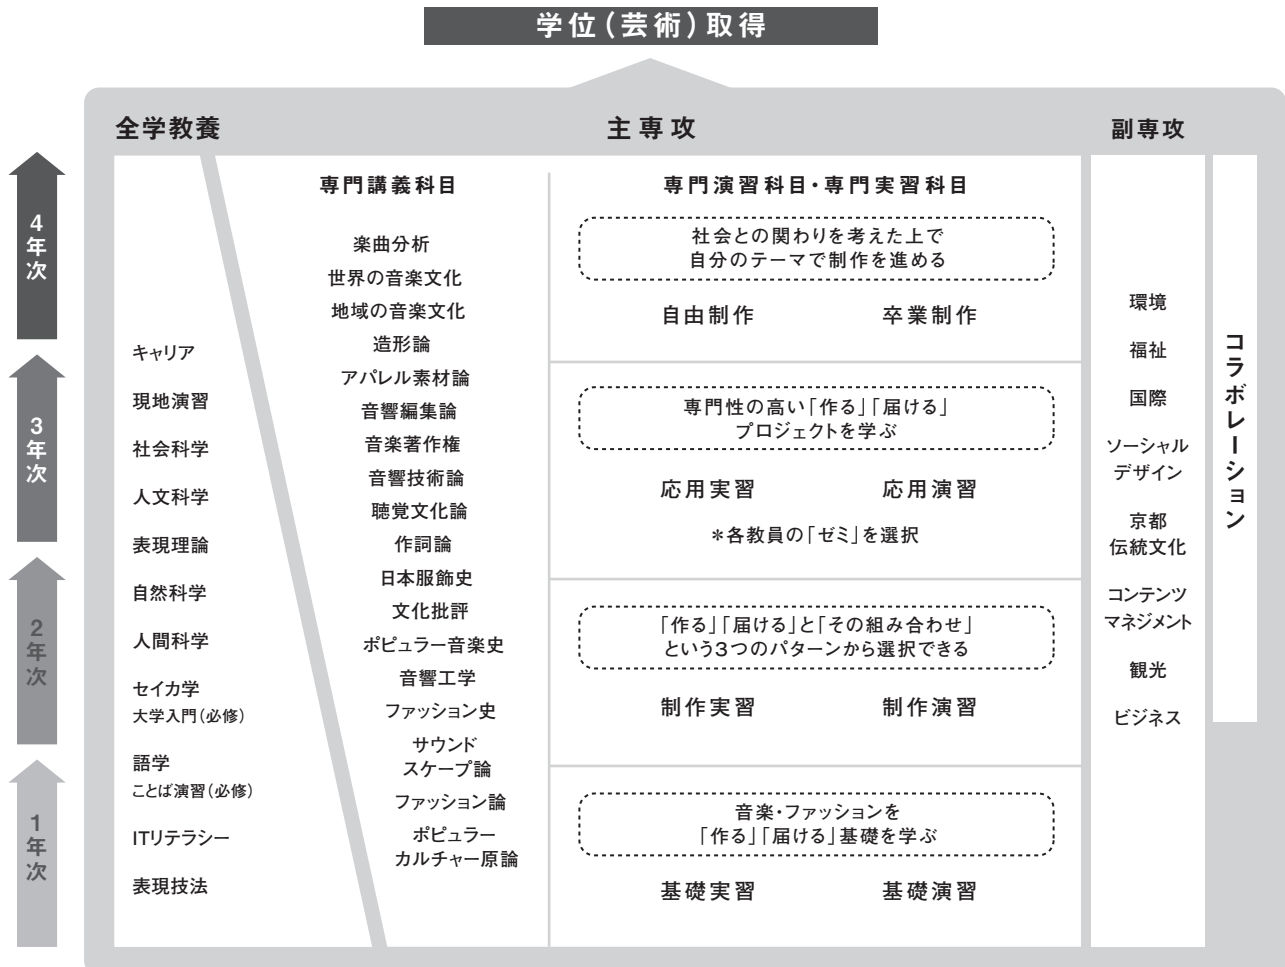 学位（芸術）取得
全学教養
主専攻
副専攻
4年次
3年次
2年次
1年次
キャリア
現地演習
社会科学
人文科学
表現理論
自然科学
人間科学
セイカ学
大学入門（必修）
語学
ことば演習（必修）
ITリテラシー
表現技法
専門講義科目
楽曲分析
世界の音楽文化
地域の音楽文化
造形論
アパレル素材論
音響編集論
音楽著作権
音響技術論
聴覚文化論
作詞論
日本服飾史
文化批評
ポピュラー音楽史
音響工学
ファッション史
サウンド
スケープ論
ファッション論
ポピュラー
カルチャー原論
専門演習科目・専門実習科目
社会との関わりを考えた上で
自分のテーマで制作を進める
自由制作　卒業制作
専門性の高い「作る」「届ける」
プロジェクトを学ぶ
応用実習　応用演習
＊各教員の「ゼミ」を選択
「作る」「届ける」と「その組み合わせ」
という3つのパターンから選択できる
制作実習　制作演習
音楽・ファッションを
「作る」「届ける」基礎を学ぶ
基礎実習　基礎演習
環境
福祉
国際
ソーシャル
デザイン
京都
伝統文化
コンテンツ
マネジメント
観光
ビジネス
コラボレーション